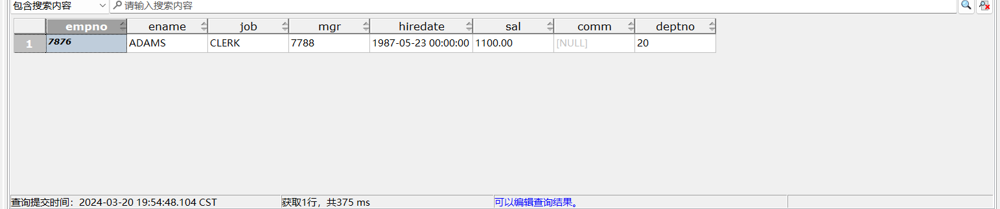 包含搜索内容 请输入搜索内容
empno ename job mgr hiredate sal comm deptno
1 7876 ADAMS CLERK 7788 1987-05-23 00:00:00 1100.00 [NULL] 20
查询提交时间：2024-03-20 19:54:48.104 CST 获取1行，共375 ms 可以编辑查询结果。